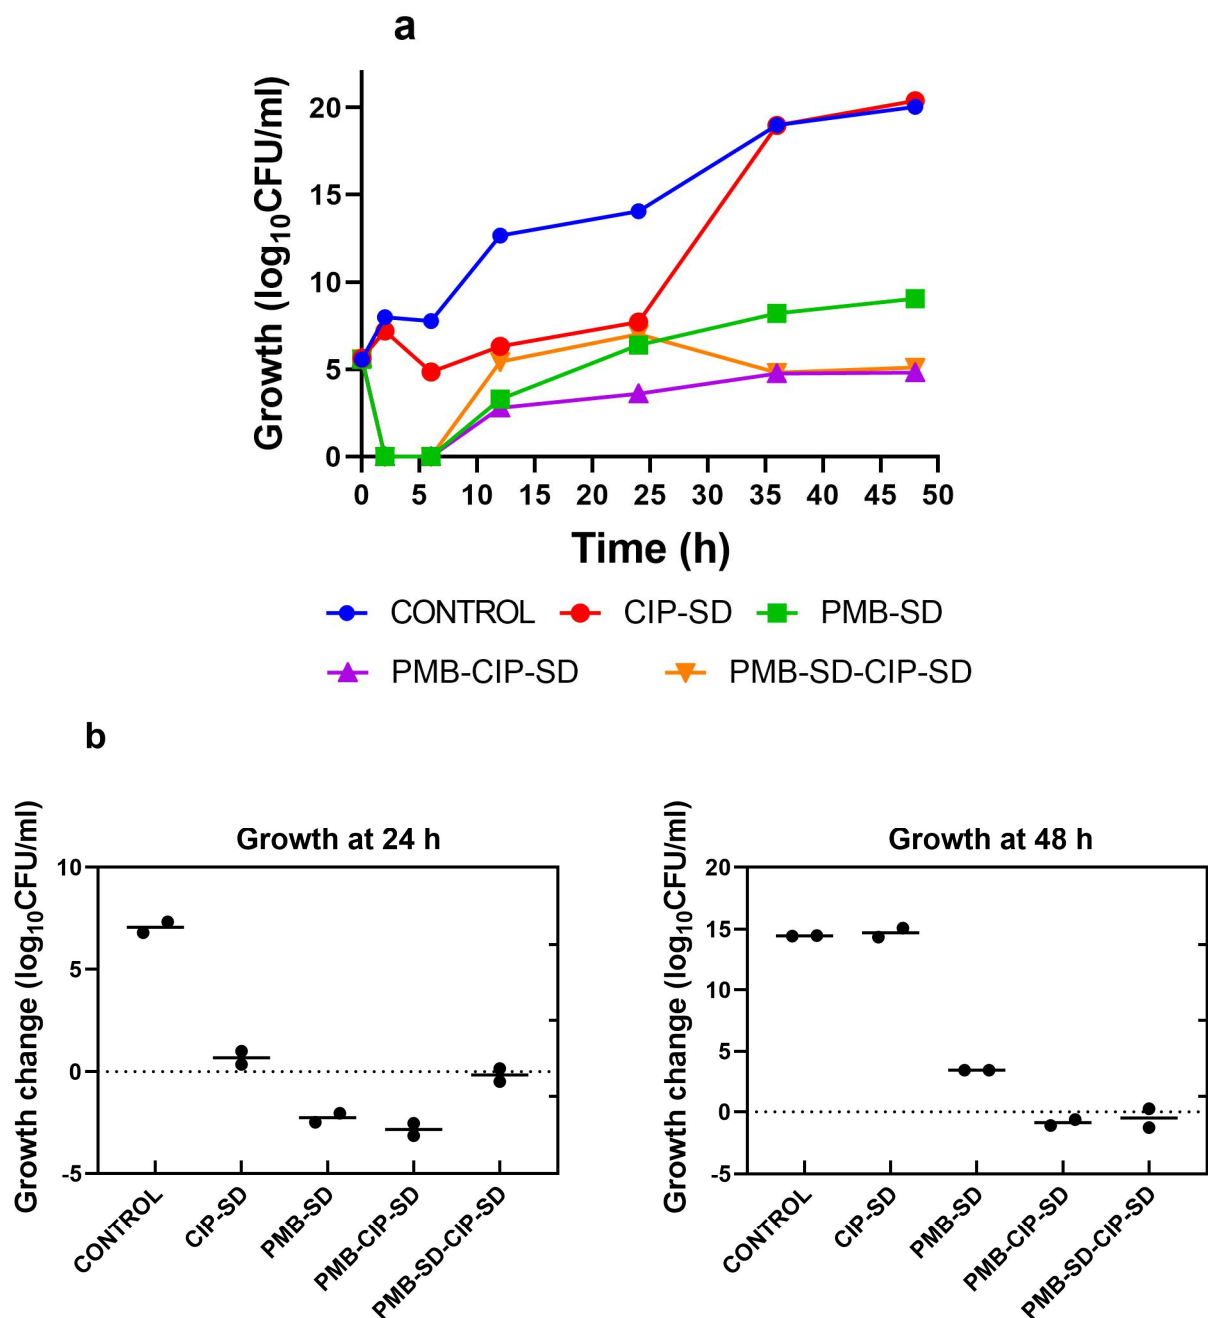 a
Growth (log10CFU/ml)
20
15
10
5
0
0 5 10 15 20 25 30 35 40 45 50
Time (h)
CONTROL CIP-SD PMB-SD
PMB-CIP-SD PMB-SD-CIP-SD
b
Growth change (log10CFU/ml)
Growth at 24 h
10
5
0
-5
CONTROL
CIP-SD
PMB-SD
PMB-CIP-SD
PMB-SD-CIP-SD
Growth change (log10CFU/ml)
Growth at 48 h
20
15
10
5
0
-5
CONTROL
CIP-SD
PMB-SD
PMB-CIP-SD
PMB-SD-CIP-SD